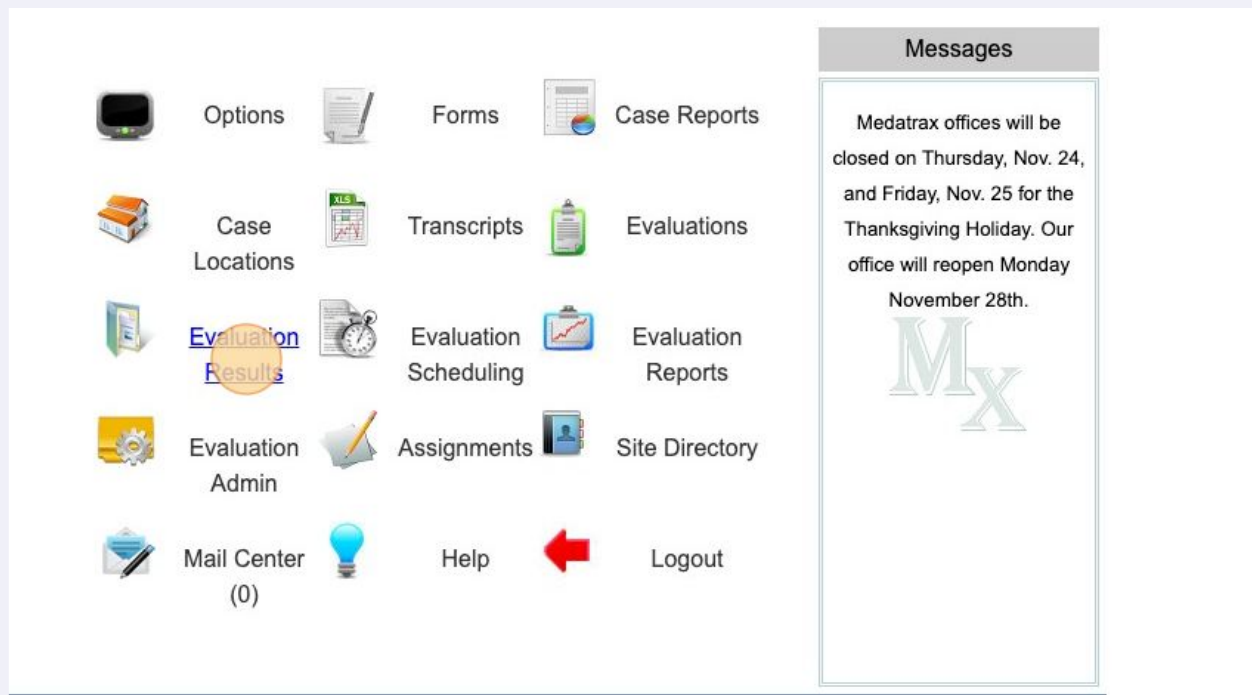 Messages
Options
Forms
Case Reports
Case
Locations
Transcripts
Evaluations
Evaluation
Results
Evaluation
Scheduling
Evaluation
Reports
Evaluation
Admin
Assignments
Site Directory
Mail Center
(0)
Help
Logout
Medatrax offices will be
closed on Thursday, Nov. 24,
and Friday, Nov. 25 for the
Thanksgiving Holiday. Our
office will reopen Monday
November 28th.
MX
XLS